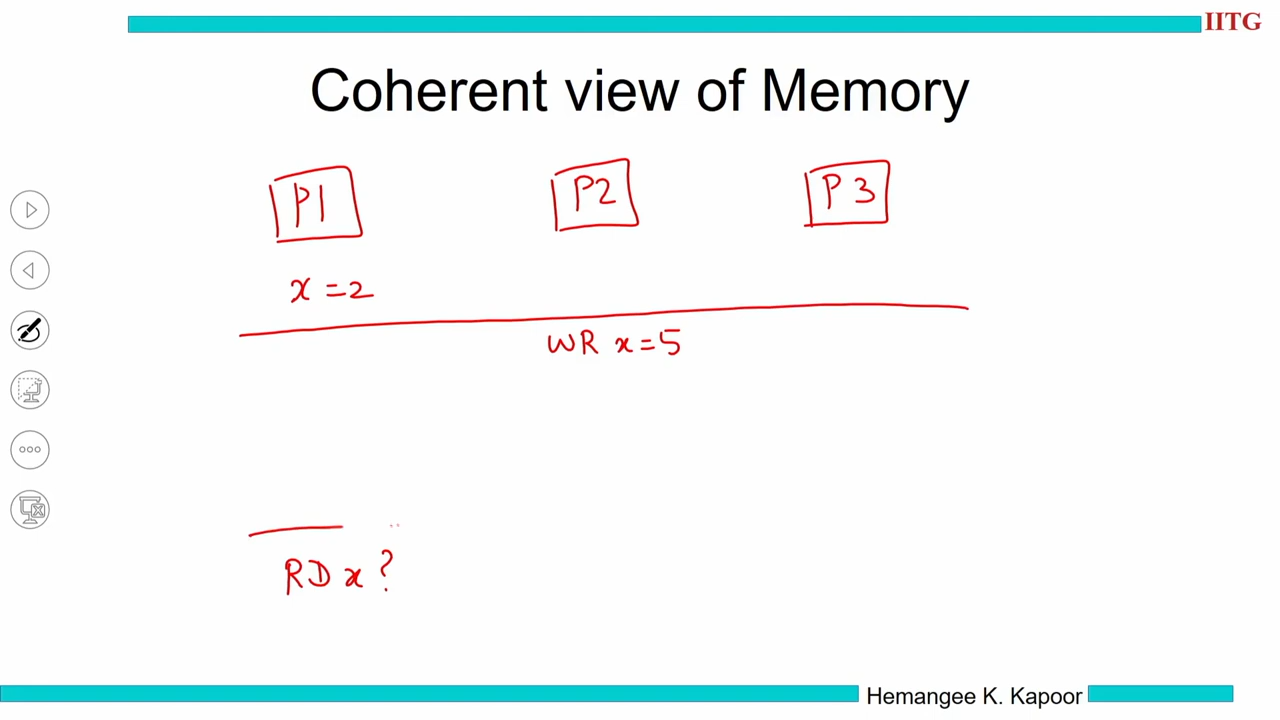 IITG
Coherent view of Memory
P1 P2 P3
x = 2
WR x = 5
RD x ?
Hemangee K. Kapoor